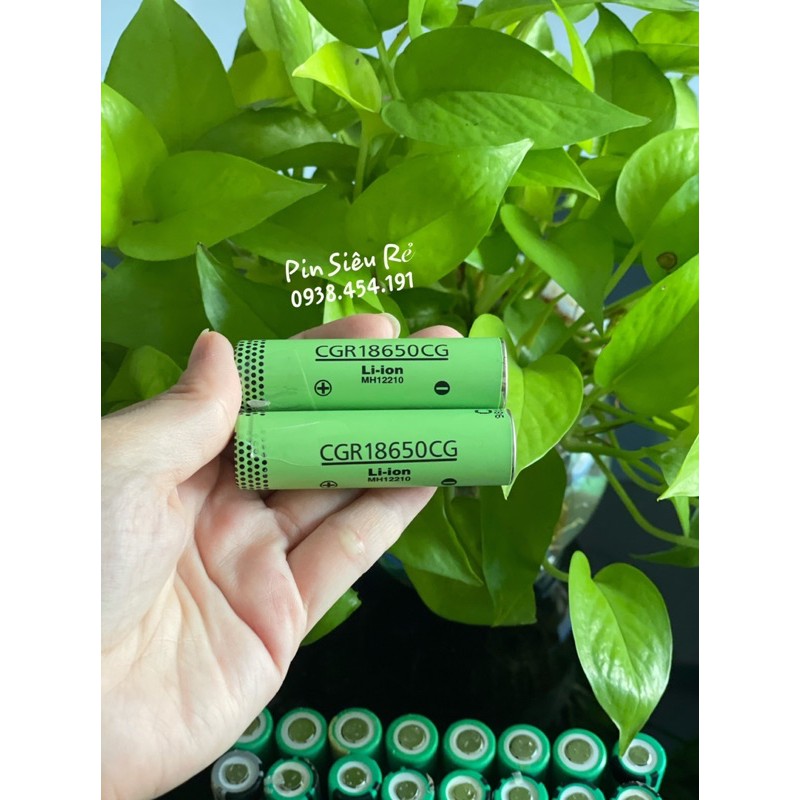 Pin Siêu Rẻ
0938.454.191
CGR18650CG
Li-ion
MH12210
CGR18650CG
Li-ion
MH12210